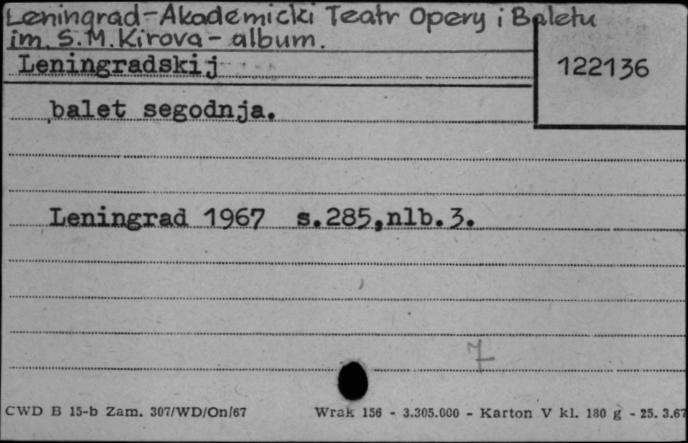 Leningrad-Akademicki Teatr Opery i Baletu
im. S.M.Kirova - album.
Leningradskij
122136
balet segodnja.
Leningrad 1967 s.285,nlb.3.
7
CWD B 15-b Zam. 307/WD/On/67 Wrak 156 - 3.305.000 - Karton V kl. 180 g - 25. 3.67